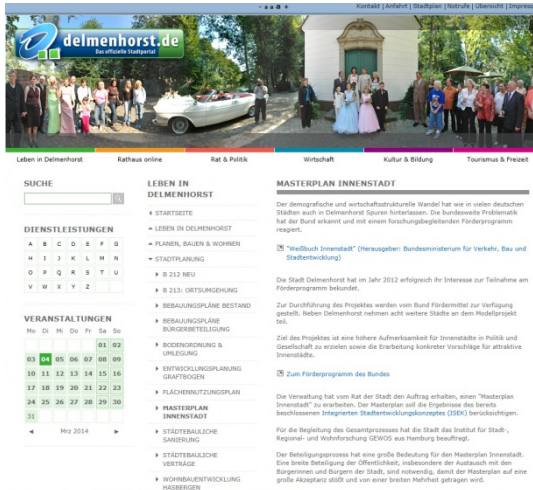 - a a a +
Kontakt | Anfahrt | Stadtplan | Notrufe | Übersicht | Impress
delmenhorst.de
Das offizielle Stadtportal
Leben in Delmenhorst
Rathaus online
Rat & Politik
Wirtschaft
Kultur & Bildung
Tourismus & Freizeit
SUCHE
DIENSTLEISTUNGEN
A B C D E F G
H I J K L M N
O P Q R S T U
V W X Y Z
VERANSTALTUNGEN
Mo Di Mi Do Fr Sa So
01 02
03 04 05 06 07 08 09
10 11 12 13 14 15 16
17 18 19 20 21 22 23
24 25 26 27 28 29 30
31
Mrz 2014
LEBEN IN
DELMENHORST
STARTSEITE
LEBEN IN DELMENHORST
PLANEN, BAUEN & WOHNEN
STADTPLANUNG
B 212 NEU
B 213: ORTSUMGEHUNG
BEBAUUNGSPLÄNE BESTAND
BEBAUUNGSPLÄNE
BÜRGERBETEILIGUNG
BODENORDNUNG &
UMLEGUNG
ENTWICKLUNGSPLANUNG
GRAFTBOGEN
FLÄCHENNUTZUNGSPLAN
MASTERPLAN
INNENSTADT
STÄDTEBAULICHE
SANIERUNG
STÄDTEBAULICHE
VERTRÄGE
WOHNBAUENTWICKLUNG
HASBERGEN
MASTERPLAN INNENSTADT
Der demografische und wirtschaftsstrukturelle Wandel hat wie in vielen deutschen
Städten auch in Delmenhorst Spuren hinterlassen. Die bundesweite Problematik
hat der Bund erkannt und mit einem forschungsbegleitenden Förderprogramm
reagiert.
"Weißbuch Innenstadt" (Herausgeber: Bundesministerium für Verkehr, Bau und
Stadtentwicklung)
Die Stadt Delmenhorst hat im Jahr 2012 erfolgreich ihr Interesse zur Teilnahme am
Förderprogramm bekundet.
Zur Durchführung des Projektes werden vom Bund Fördermittel zur Verfügung
gestellt. Neben Delmenhorst nehmen acht weitere Städte an dem Modellprojekt
teil.
Ziel des Projektes ist eine höhere Aufmerksamkeit für Innenstädte in Politik und
Gesellschaft zu erzielen sowie die Erarbeitung konkreter Vorschläge für attraktive
Innenstädte.
Zum Förderprogramm des Bundes
Die Verwaltung hat vom Rat der Stadt den Auftrag erhalten, einen "Masterplan
Innenstadt" zu erarbeiten. Der Masterplan soll die Ergebnisse des bereits
beschlossenen Integrierten Stadtentwicklungskonzeptes (ISEK) berücksichtigen.
Für die Begleitung des Gesamtprozesses hat die Stadt das Institut für Stadt-,
Regional- und Wohnforschung GEWOS aus Hamburg beauftragt.
Der Beteiligungsprozess hat eine große Bedeutung für den Masterplan Innenstadt.
Eine breite Beteiligung der Öffentlichkeit, insbesondere der Austausch mit den
Bürgerinnen und Bürgern der Stadt, sind notwendig, damit der Masterplan auf eine
große Akzeptanz stößt und von einer breiten Mehrheit getragen wird.